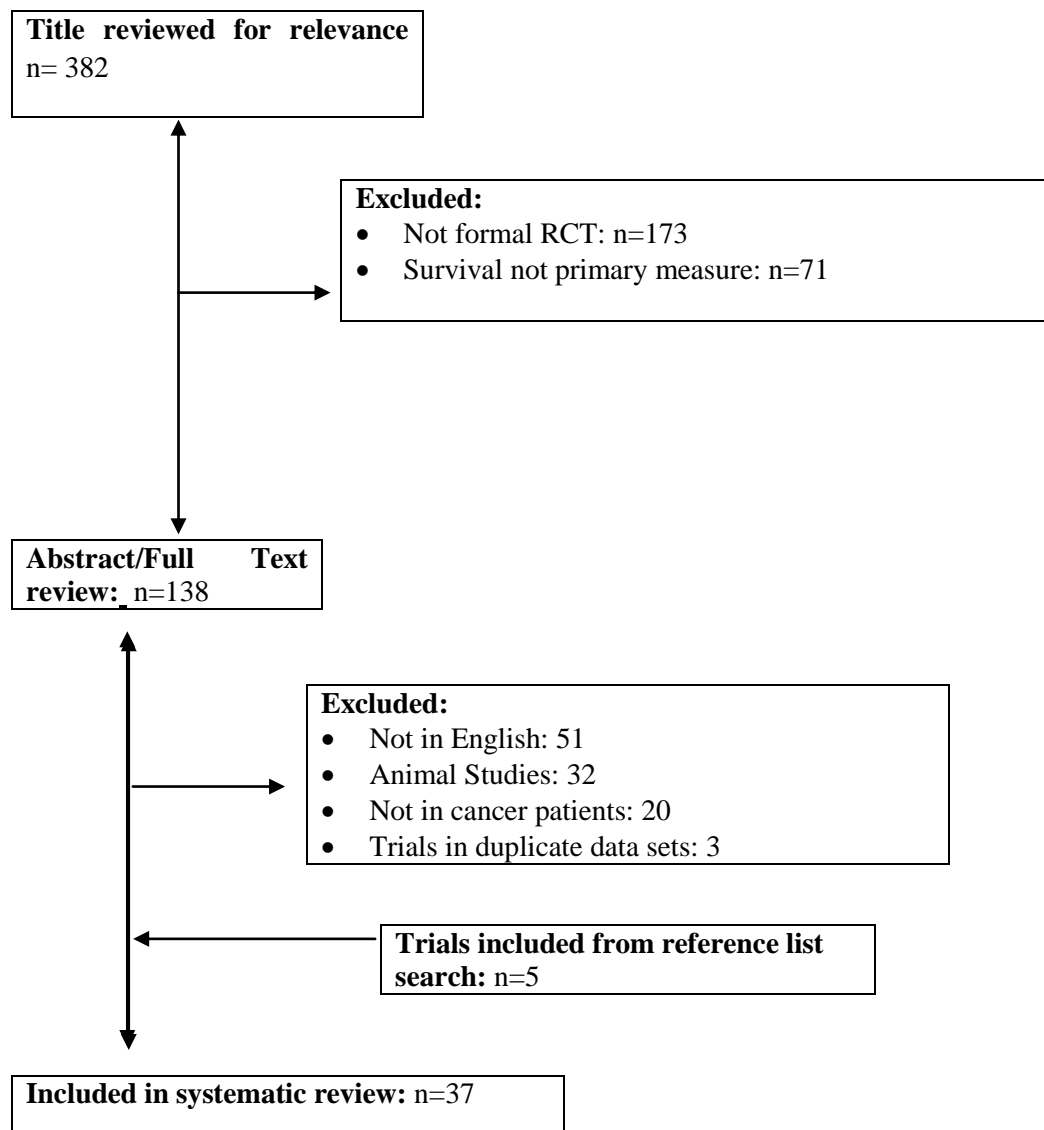 Title reviewed for relevance
n= 382
Excluded:
• Not formal RCT: n=173
• Survival not primary measure: n=71
Abstract/Full Text
review: n=138
Excluded:
• Not in English: 51
• Animal Studies: 32
• Not in cancer patients: 20
• Trials in duplicate data sets: 3
Trials included from reference list
search: n=5
Included in systematic review: n=37